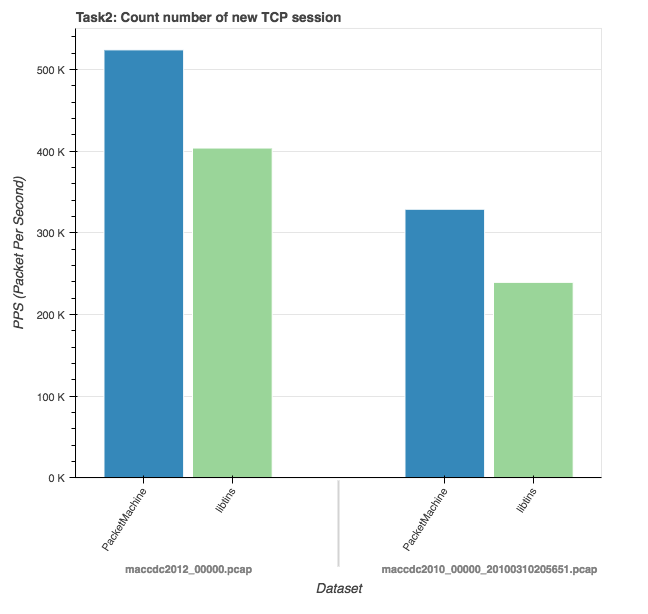 Task2: Count number of new TCP session
PPS (Packet Per Second)
500 K
400 K
300 K
200 K
100 K
0 K
PacketMachine
libtins
PacketMachine
libtins
maccdc2012_00000.pcap
maccdc2010_00000_20100310205651.pcap
Dataset